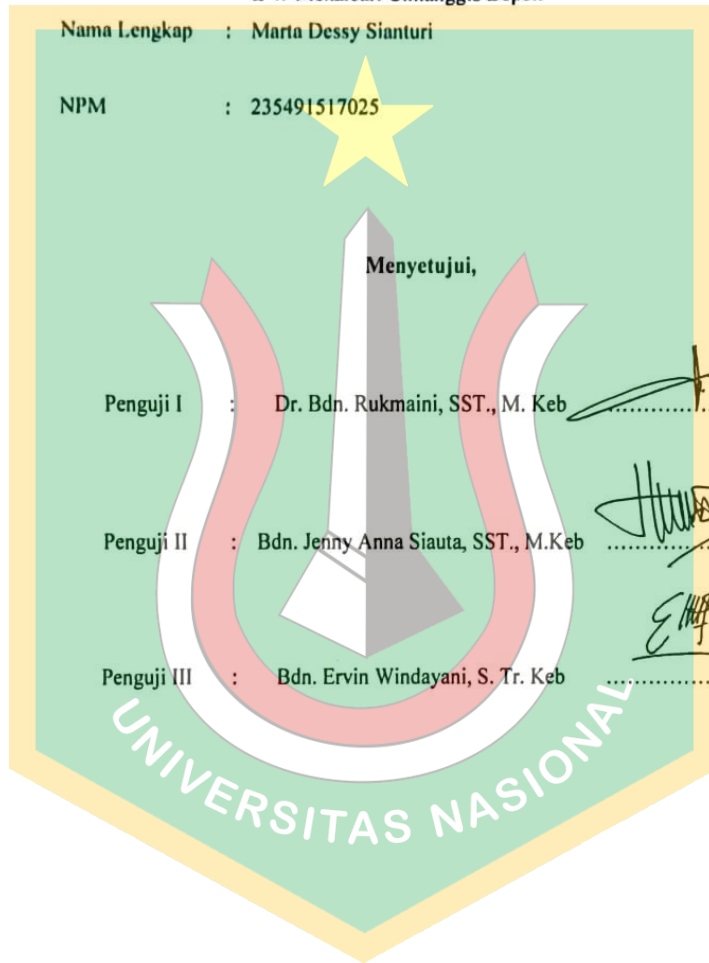 Nama Lengkap : Marta Dessy Sianturi
NPM : 235491517025
Menyetujui,
Penguji I : Dr. Bdn. Rukmaini, SST., M. Keb ..............
Penguji II : Bdn. Jenny Anna Siauta, SST., M.Keb ..............
Penguji III : Bdn. Ervin Windayani, S. Tr. Keb ..............
UNIVERSITAS NASIONAL